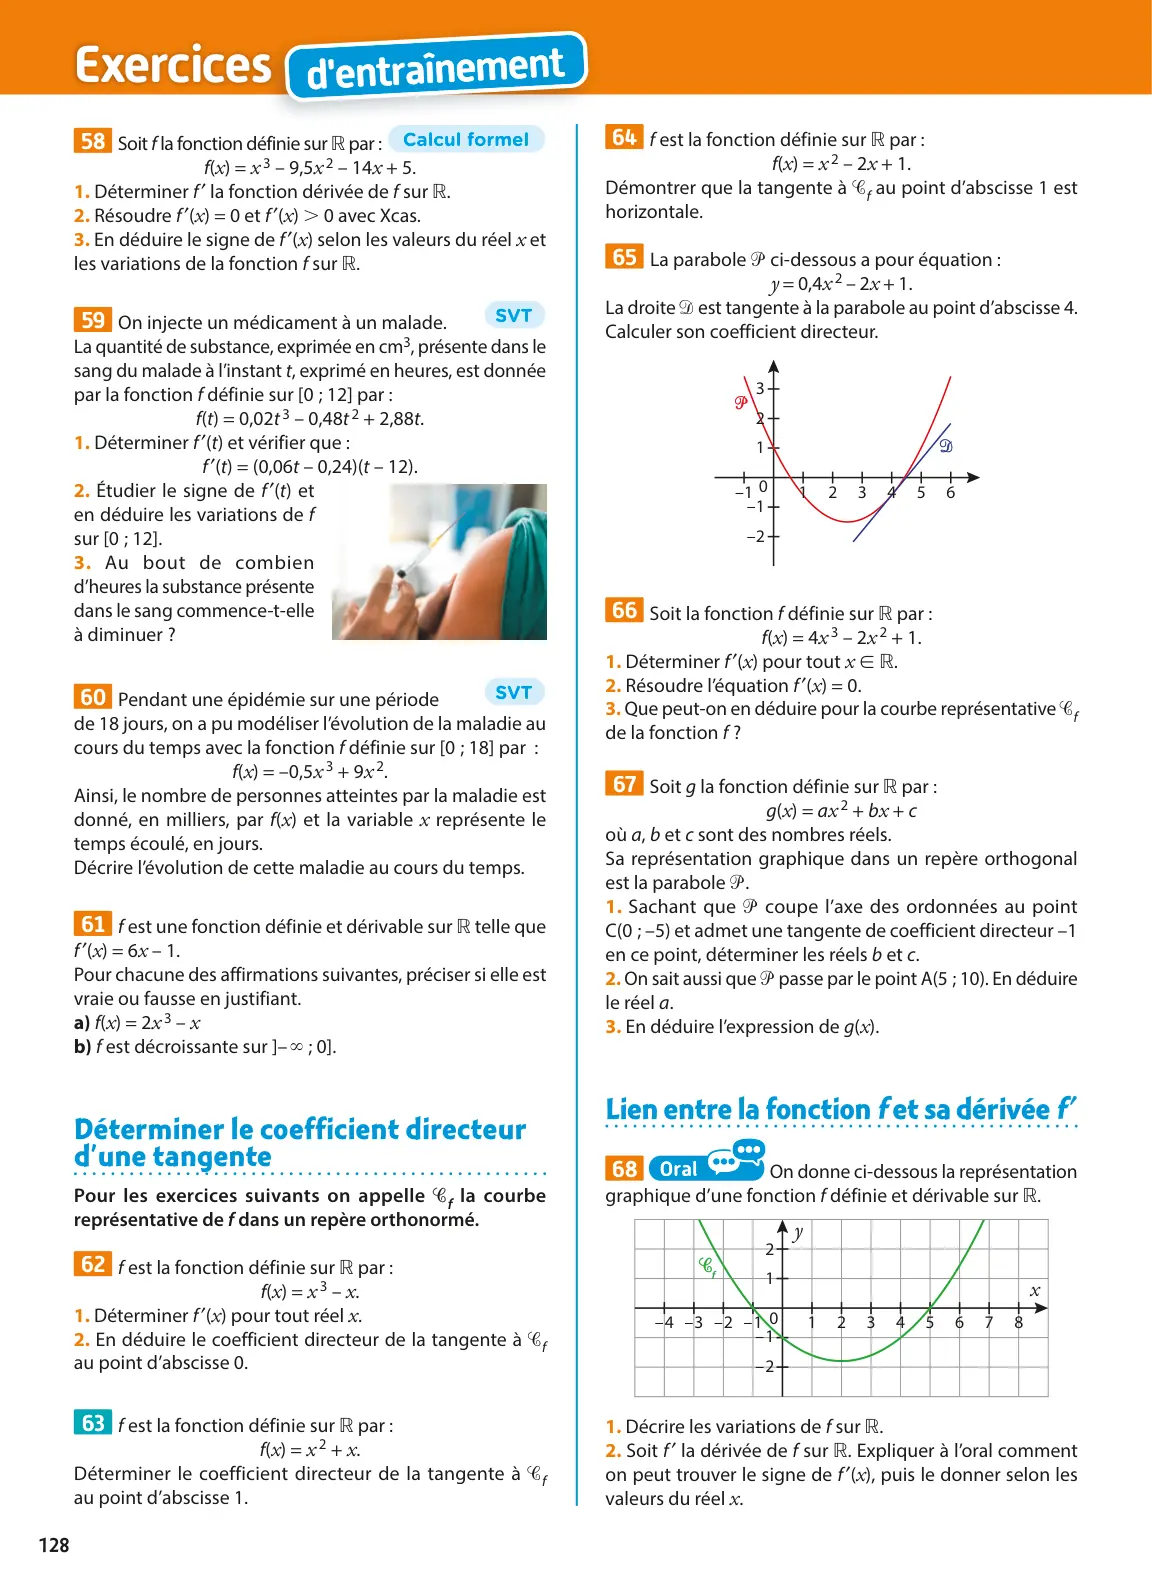 Exercices d'entraînement
58 Soit f la fonction définie sur ℝ par : Calcul formel
f(x) = x³ – 9,5x² – 14x + 5.
1. Déterminer f′ la fonction dérivée de f sur ℝ.
2. Résoudre f′(x) = 0 et f′(x) > 0 avec Xcas.
3. En déduire le signe de f′(x) selon les valeurs du réel x et
les variations de la fonction f sur ℝ.
59 On injecte un médicament à un malade. SVT
La quantité de substance, exprimée en cm³, présente dans le
sang du malade à l’instant t, exprimé en heures, est donnée
par la fonction f définie sur [0 ; 12] par :
f(t) = 0,02t³ – 0,48t² + 2,88t.
1. Déterminer f′(t) et vérifier que :
f′(t) = (0,06t – 0,24)(t – 12).
2. Étudier le signe de f′(t) et
en déduire les variations de f
sur [0 ; 12].
3. Au bout de combien
d’heures la substance présente
dans le sang commence-t-elle
à diminuer ?
60 Pendant une épidémie sur une période SVT
de 18 jours, on a pu modéliser l’évolution de la maladie au
cours du temps avec la fonction f définie sur [0 ; 18] par :
f(x) = –0,5x³ + 9x².
Ainsi, le nombre de personnes atteintes par la maladie est
donné, en milliers, par f(x) et la variable x représente le
temps écoulé, en jours.
Décrire l’évolution de cette maladie au cours du temps.
61 f est une fonction définie et dérivable sur ℝ telle que
f′(x) = 6x – 1.
Pour chacune des affirmations suivantes, préciser si elle est
vraie ou fausse en justifiant.
a) f(x) = 2x³ – x
b) f est décroissante sur ]–∞ ; 0].
Déterminer le coefficient directeur
d’une tangente
Pour les exercices suivants on appelle 𝒞f la courbe
représentative de f dans un repère orthonormé.
62 f est la fonction définie sur ℝ par :
f(x) = x³ – x.
1. Déterminer f′(x) pour tout réel x.
2. En déduire le coefficient directeur de la tangente à 𝒞f
au point d’abscisse 0.
63 f est la fonction définie sur ℝ par :
f(x) = x² + x.
Déterminer le coefficient directeur de la tangente à 𝒞f
au point d’abscisse 1.
128
64 f est la fonction définie sur ℝ par :
f(x) = x² – 2x + 1.
Démontrer que la tangente à 𝒞f au point d’abscisse 1 est
horizontale.
65 La parabole 𝒫 ci-dessous a pour équation :
y = 0,4x² – 2x + 1.
La droite 𝒟 est tangente à la parabole au point d’abscisse 4.
Calculer son coefficient directeur.
3
𝒫
2
1
𝒟
–1 0 1 2 3 4 5 6
–1
–2
66 Soit la fonction f définie sur ℝ par :
f(x) = 4x³ – 2x² + 1.
1. Déterminer f′(x) pour tout x ∈ ℝ.
2. Résoudre l’équation f′(x) = 0.
3. Que peut-on en déduire pour la courbe représentative 𝒞f
de la fonction f ?
67 Soit g la fonction définie sur ℝ par :
g(x) = ax² + bx + c
où a, b et c sont des nombres réels.
Sa représentation graphique dans un repère orthogonal
est la parabole 𝒫.
1. Sachant que 𝒫 coupe l’axe des ordonnées au point
C(0 ; –5) et admet une tangente de coefficient directeur –1
en ce point, déterminer les réels b et c.
2. On sait aussi que 𝒫 passe par le point A(5 ; 10). En déduire
le réel a.
3. En déduire l’expression de g(x).
Lien entre la fonction f et sa dérivée f′
68 Oral On donne ci-dessous la représentation
graphique d’une fonction f définie et dérivable sur ℝ.
y
2
𝒞f
1
x
–4 –3 –2 –1 0 1 2 3 4 5 6 7 8
–1
–2
1. Décrire les variations de f sur ℝ.
2. Soit f′ la dérivée de f sur ℝ. Expliquer à l’oral comment
on peut trouver le signe de f′(x), puis le donner selon les
valeurs du réel x.